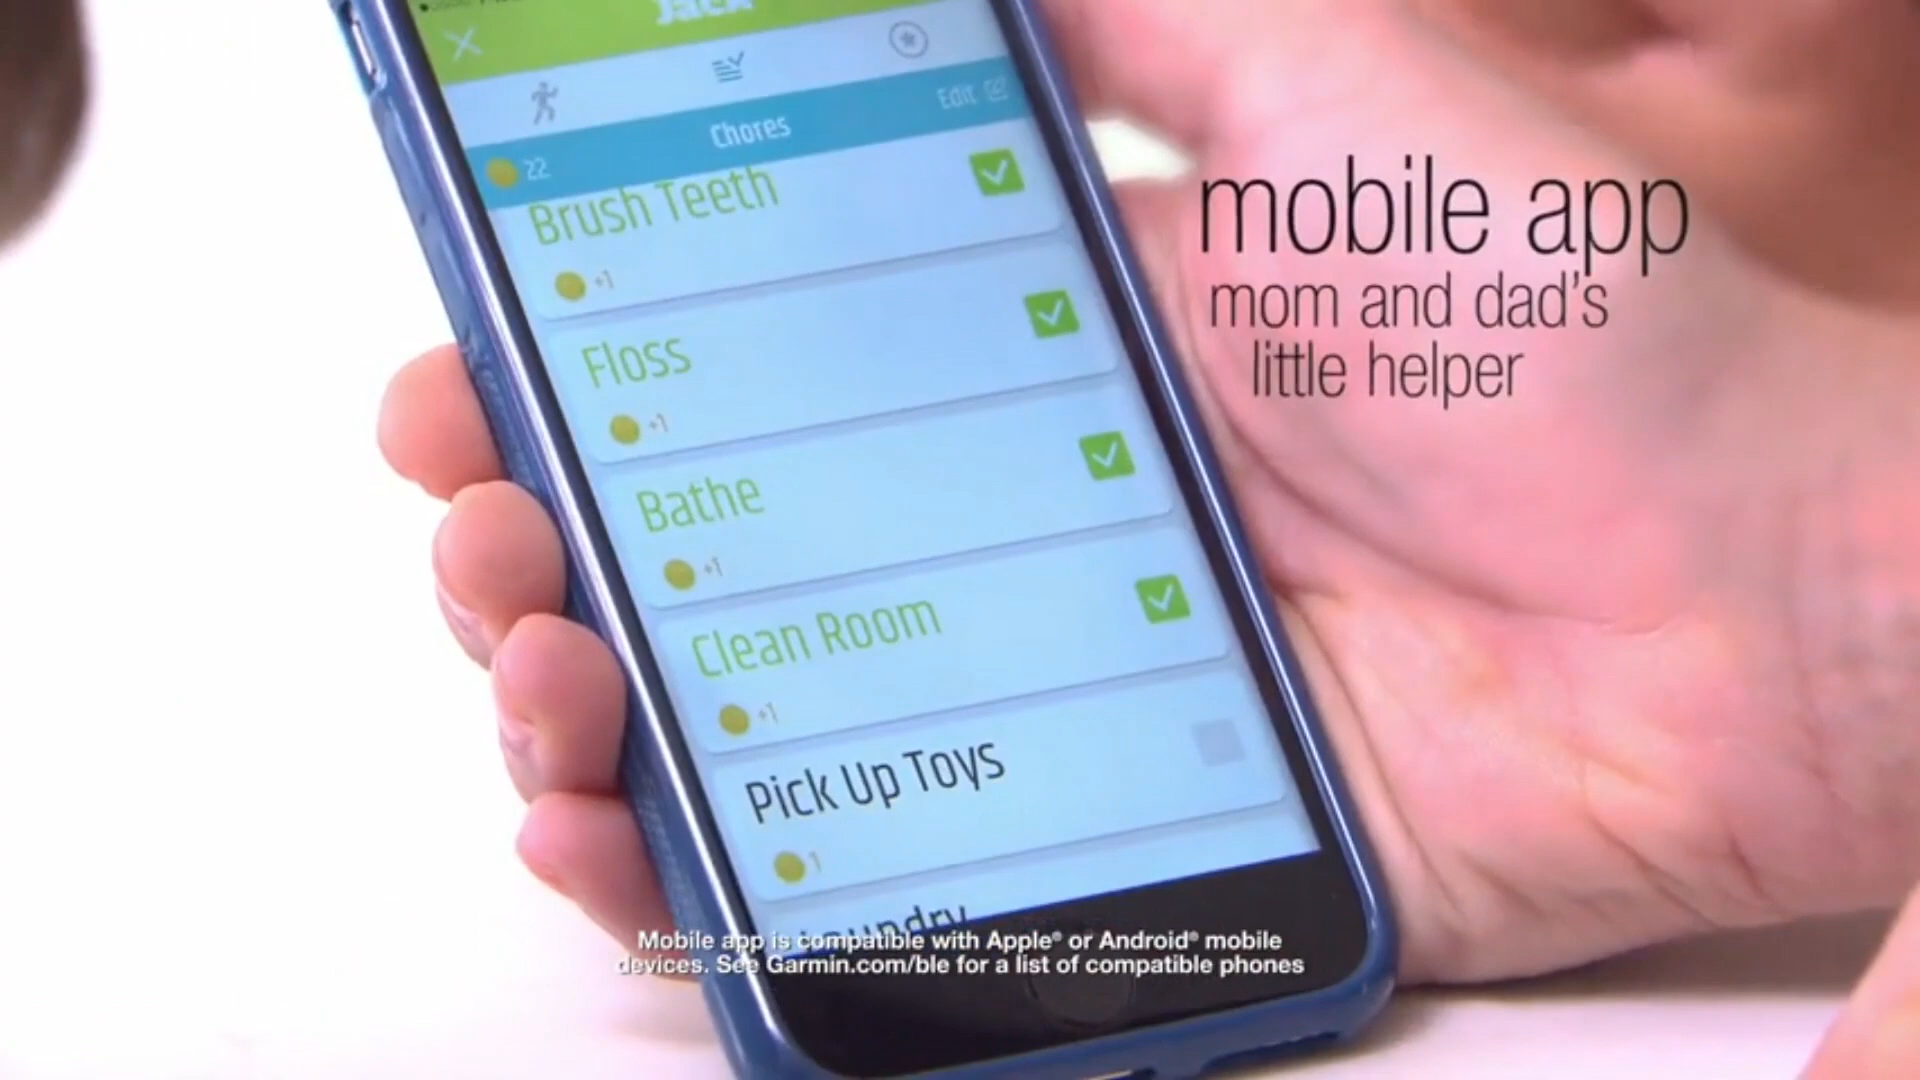 Jack
Chores
Edit
22
Brush Teeth
+1
Floss
+1
Bathe
+1
Clean Room
+1
Pick Up Toys
1
Laundry
mobile app
mom and dad's
little helper
Mobile app is compatible with Apple® or Android® mobile
devices. See Garmin.com/ble for a list of compatible phones